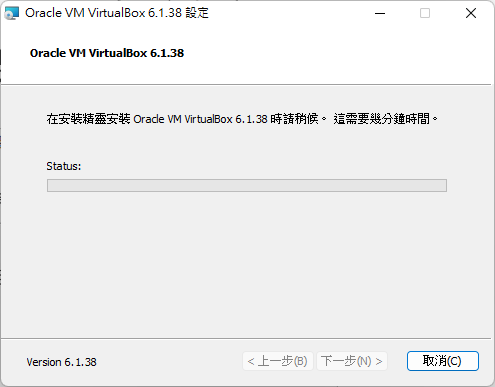 Oracle VM VirtualBox 6.1.38 設定
Oracle VM VirtualBox 6.1.38
在安裝精靈安裝 Oracle VM VirtualBox 6.1.38 時請稍候。 這需要幾分鐘時間。
Status:
Version 6.1.38
< 上一步(B)
下一步(N) >
取消(C)